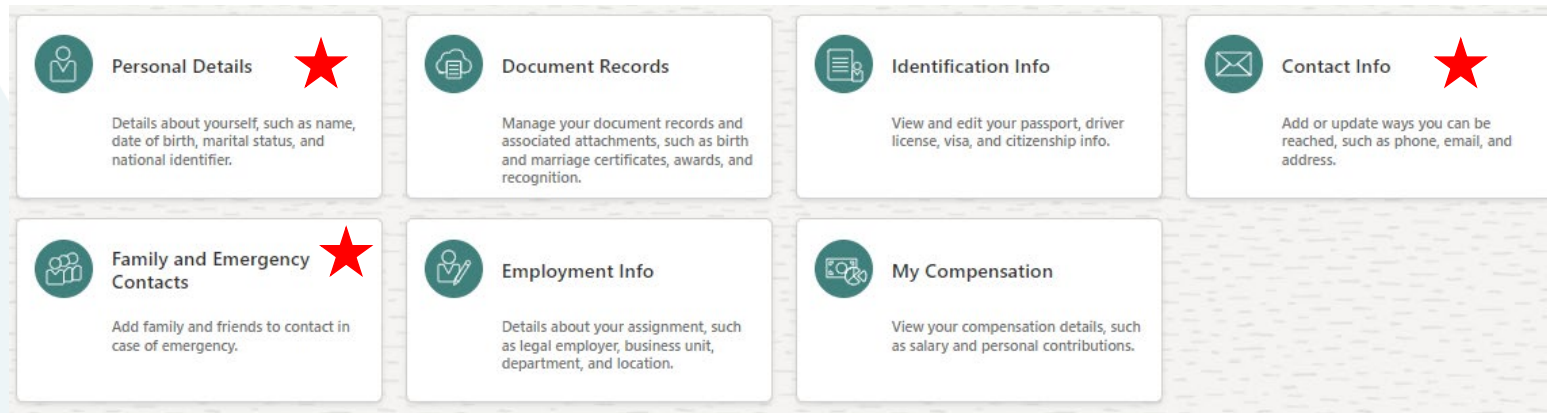 Personal Details
Details about yourself, such as name,
date of birth, marital status, and
national identifier.
Document Records
Manage your document records and
associated attachments, such as birth
and marriage certificates, awards, and
recognition.
Identification Info
View and edit your passport, driver
license, visa, and citizenship info.
Contact Info
Add or update ways you can be
reached, such as phone, email, and
address.
Family and Emergency
Contacts
Add family and friends to contact in
case of emergency.
Employment Info
Details about your assignment, such
as legal employer, business unit,
department, and location.
My Compensation
View your compensation details, such
as salary and personal contributions.